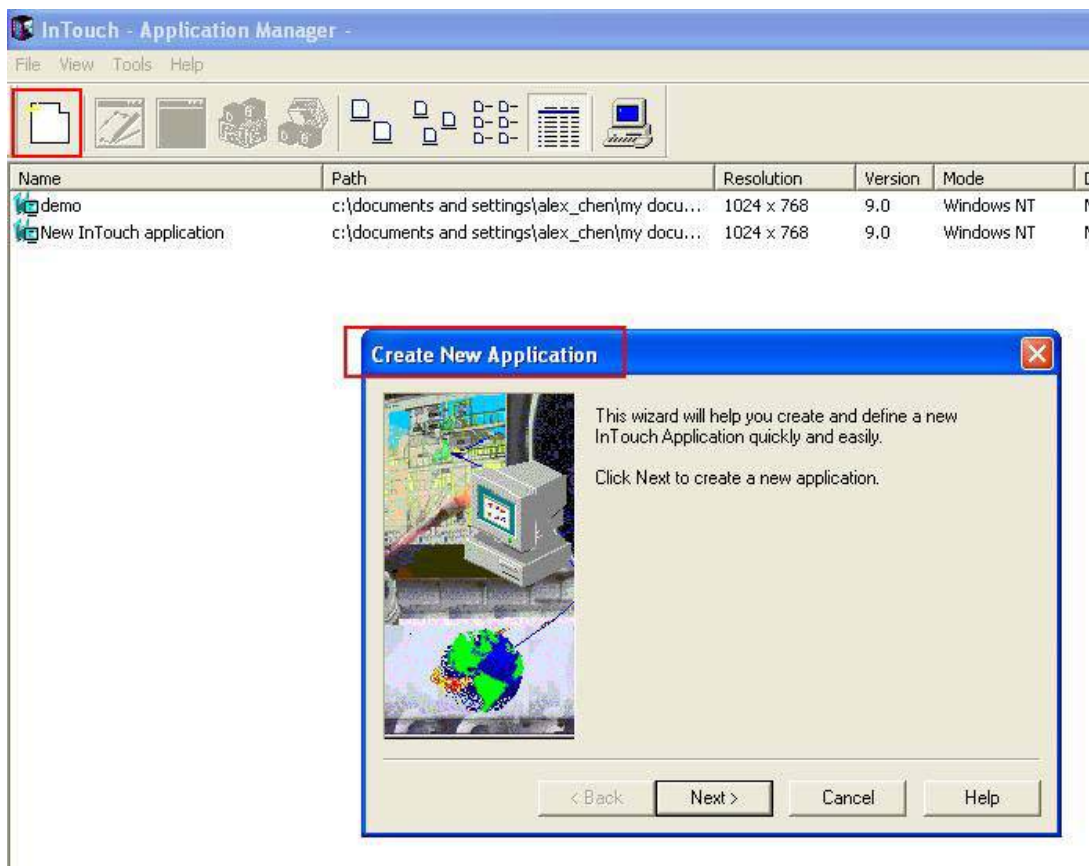 InTouch - Application Manager -
File View Tools Help
Name Path Resolution Version Mode
demo c:\documents and settings\alex_chen\my docu... 1024 x 768 9.0 Windows NT
New InTouch application c:\documents and settings\alex_chen\my docu... 1024 x 768 9.0 Windows NT
Create New Application
This wizard will help you create and define a new
InTouch Application quickly and easily.
Click Next to create a new application.
< Back Next > Cancel Help